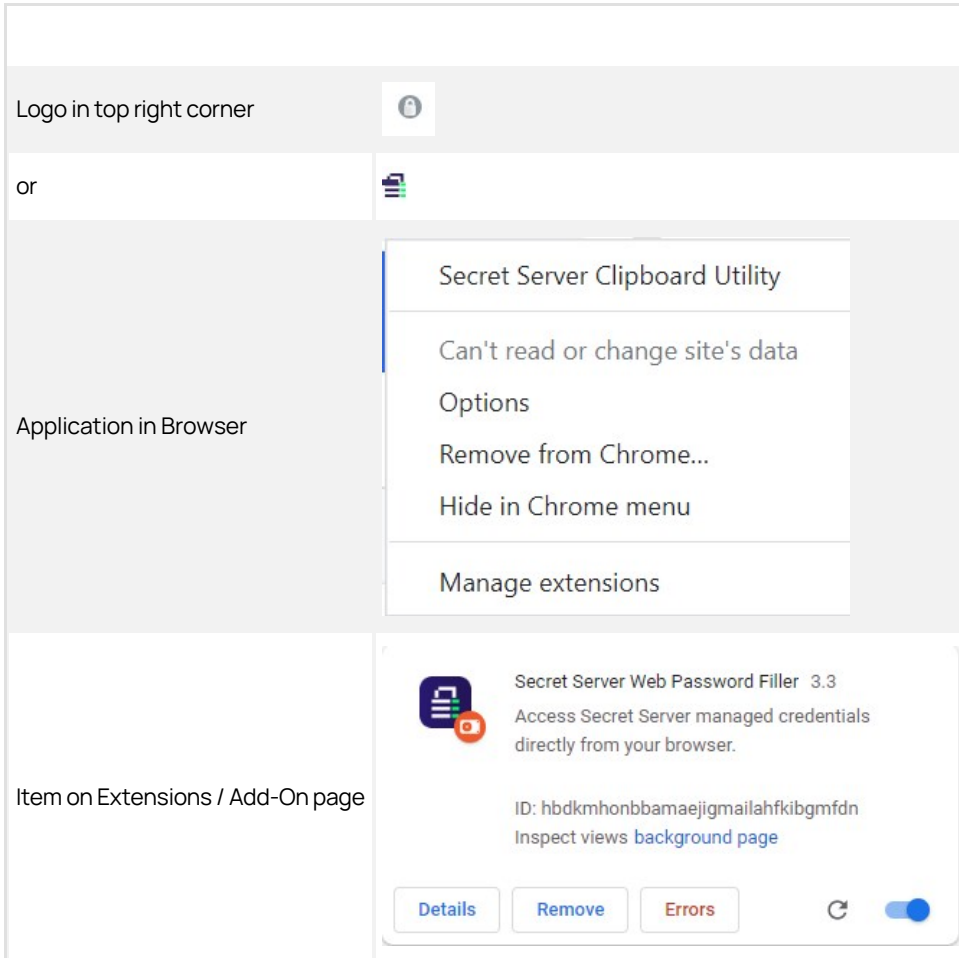 Logo in top right corner
or
Application in Browser
Secret Server Clipboard Utility
Can't read or change site's data
Options
Remove from Chrome...
Hide in Chrome menu
Manage extensions
Item on Extensions / Add-On page
Secret Server Web Password Filler 3.3
Access Secret Server managed credentials
directly from your browser.
ID: hbdkmhonbbamaejigmailahfkibgmfdn
Inspect views background page
Details Remove Errors